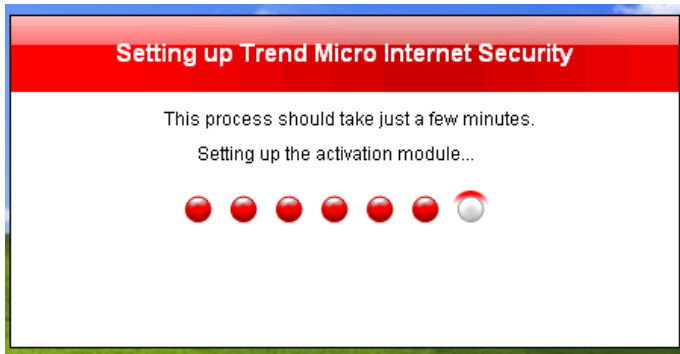 Setting up Trend Micro Internet Security
This process should take just a few minutes.
Setting up the activation module...